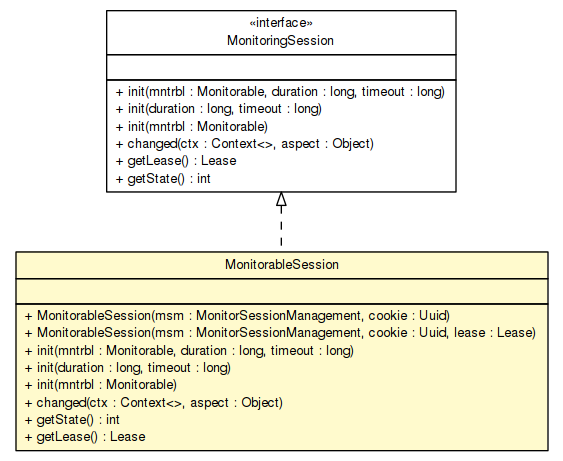 «interface»
MonitoringSession
+ init(mntrbl : Monitorable, duration : long, timeout : long)
+ init(duration : long, timeout : long)
+ init(mntrbl : Monitorable)
+ changed(ctx : Context<>, aspect : Object)
+ getLease() : Lease
+ getState() : int
MonitorableSession
+ MonitorableSession(msm : MonitorSessionManagement, cookie : Uuid)
+ MonitorableSession(msm : MonitorSessionManagement, cookie : Uuid, lease : Lease)
+ init(mntrbl : Monitorable, duration : long, timeout : long)
+ init(duration : long, timeout : long)
+ init(mntrbl : Monitorable)
+ changed(ctx : Context<>, aspect : Object)
+ getState() : int
+ getLease() : Lease